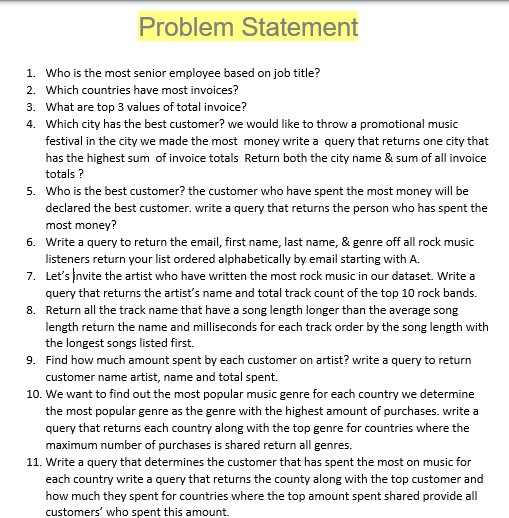 Problem Statement
1. Who is the most senior employee based on job title?
2. Which countries have most invoices?
3. What are top 3 values of total invoice?
4. Which city has the best customer? we would like to throw a promotional music
festival in the city we made the most money write a query that returns one city that
has the highest sum of invoice totals Return both the city name & sum of all invoice
totals ?
5. Who is the best customer? the customer who have spent the most money will be
declared the best customer. write a query that returns the person who has spent the
most money?
6. Write a query to return the email, first name, last name, & genre off all rock music
listeners return your list ordered alphabetically by email starting with A.
7. Let's invite the artist who have written the most rock music in our dataset. Write a
query that returns the artist's name and total track count of the top 10 rock bands.
8. Return all the track name that have a song length longer than the average song
length return the name and milliseconds for each track order by the song length with
the longest songs listed first.
9. Find how much amount spent by each customer on artist? write a query to return
customer name artist, name and total spent.
10. We want to find out the most popular music genre for each country we determine
the most popular genre as the genre with the highest amount of purchases. write a
query that returns each country along with the top genre for countries where the
maximum number of purchases is shared return all genres.
11. Write a query that determines the customer that has spent the most on music for
each country write a query that returns the county along with the top customer and
how much they spent for countries where the top amount spent shared provide all
customers' who spent this amount.